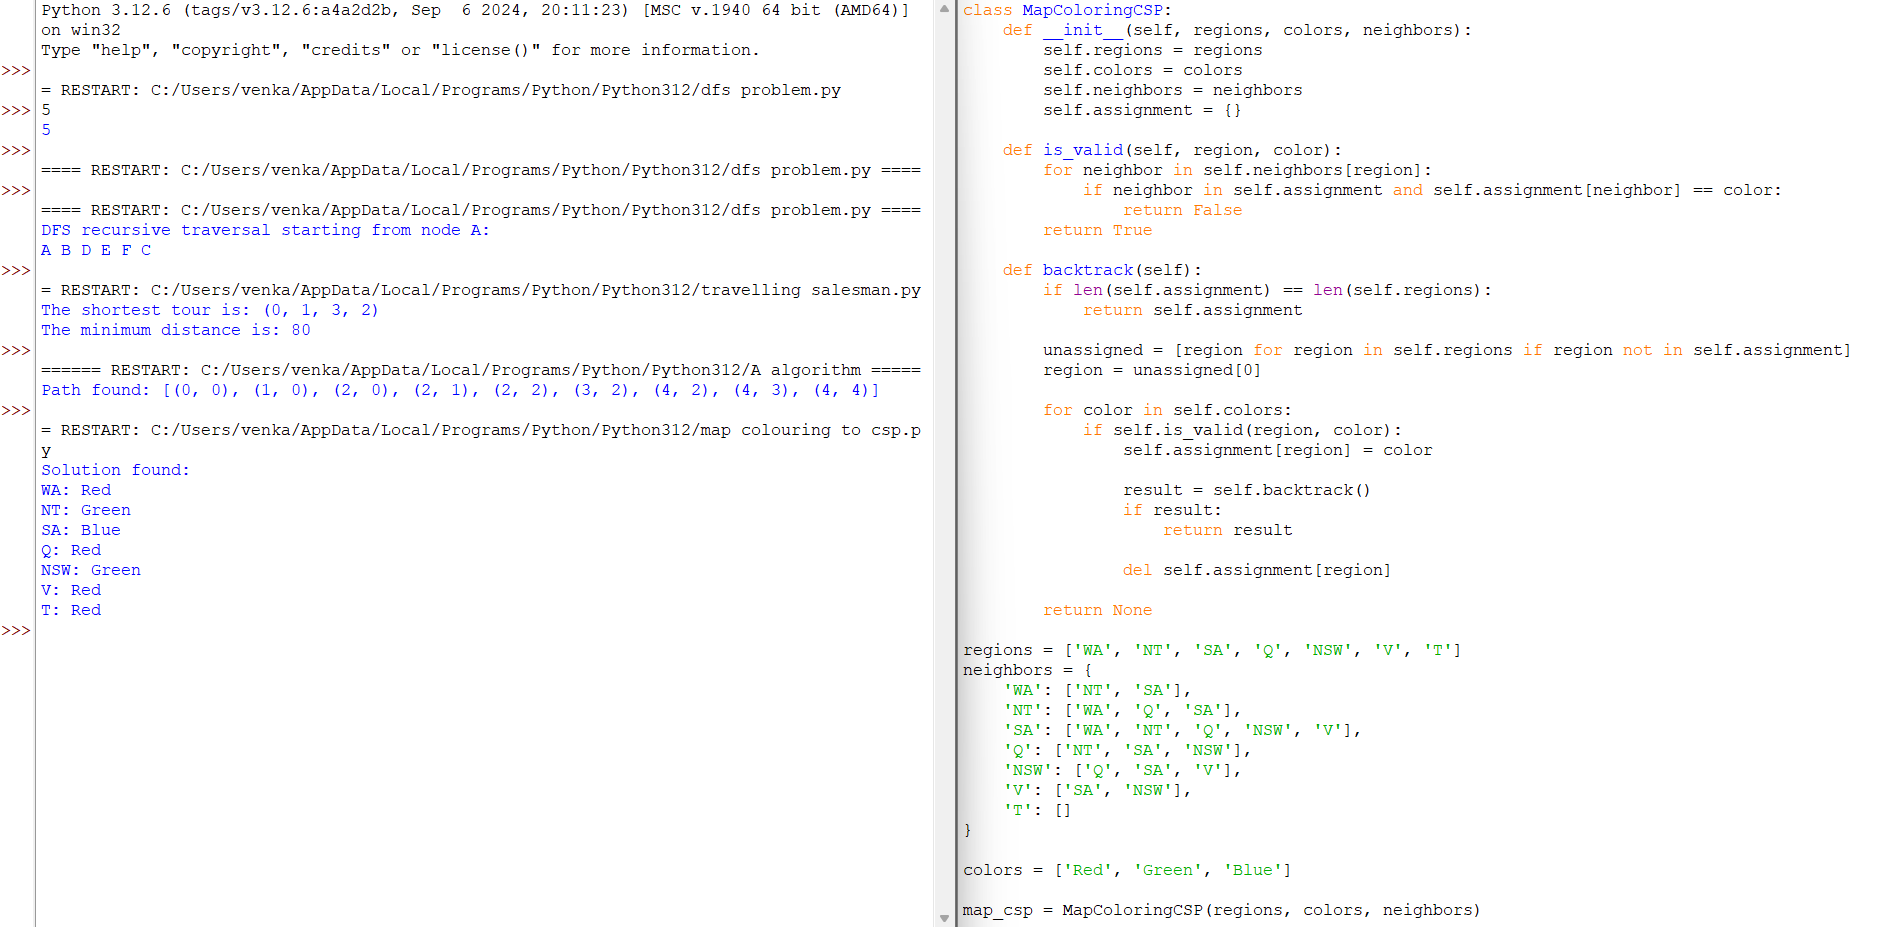 Python 3.12.6 (tags/v3.12.6:a4a2d2b, Sep  6 2024, 20:11:23) [MSC v.1940 64 bit (AMD64)]
on win32
Type "help", "copyright", "credits" or "license()" for more information.
>>>
= RESTART: C:/Users/venka/AppData/Local/Programs/Python/Python312/dfs problem.py
>>> 5
5
>>>
==== RESTART: C:/Users/venka/AppData/Local/Programs/Python/Python312/dfs problem.py ====
>>>
==== RESTART: C:/Users/venka/AppData/Local/Programs/Python/Python312/dfs problem.py ====
DFS recursive traversal starting from node A:
A B D E F C
>>>
= RESTART: C:/Users/venka/AppData/Local/Programs/Python/Python312/travelling salesman.py
The shortest tour is: (0, 1, 3, 2)
The minimum distance is: 80
>>>
====== RESTART: C:/Users/venka/AppData/Local/Programs/Python/Python312/A algorithm =====
Path found: [(0, 0), (1, 0), (2, 0), (2, 1), (2, 2), (3, 2), (4, 2), (4, 3), (4, 4)]
>>>
= RESTART: C:/Users/venka/AppData/Local/Programs/Python/Python312/map colouring to csp.p
y
Solution found:
WA: Red
NT: Green
SA: Blue
Q: Red
NSW: Green
V: Red
T: Red
>>>
class MapColoringCSP:
    def __init__(self, regions, colors, neighbors):
        self.regions = regions
        self.colors = colors
        self.neighbors = neighbors
        self.assignment = {}
    def is_valid(self, region, color):
        for neighbor in self.neighbors[region]:
            if neighbor in self.assignment and self.assignment[neighbor] == color:
                return False
        return True
    def backtrack(self):
        if len(self.assignment) == len(self.regions):
            return self.assignment
        unassigned = [region for region in self.regions if region not in self.assignment]
        region = unassigned[0]
        for color in self.colors:
            if self.is_valid(region, color):
                self.assignment[region] = color
                result = self.backtrack()
                if result:
                    return result
                del self.assignment[region]
        return None
regions = ['WA', 'NT', 'SA', 'Q', 'NSW', 'V', 'T']
neighbors = {
    'WA': ['NT', 'SA'],
    'NT': ['WA', 'Q', 'SA'],
    'SA': ['WA', 'NT', 'Q', 'NSW', 'V'],
    'Q': ['NT', 'SA', 'NSW'],
    'NSW': ['Q', 'SA', 'V'],
    'V': ['SA', 'NSW'],
    'T': []
}
colors = ['Red', 'Green', 'Blue']
map_csp = MapColoringCSP(regions, colors, neighbors)